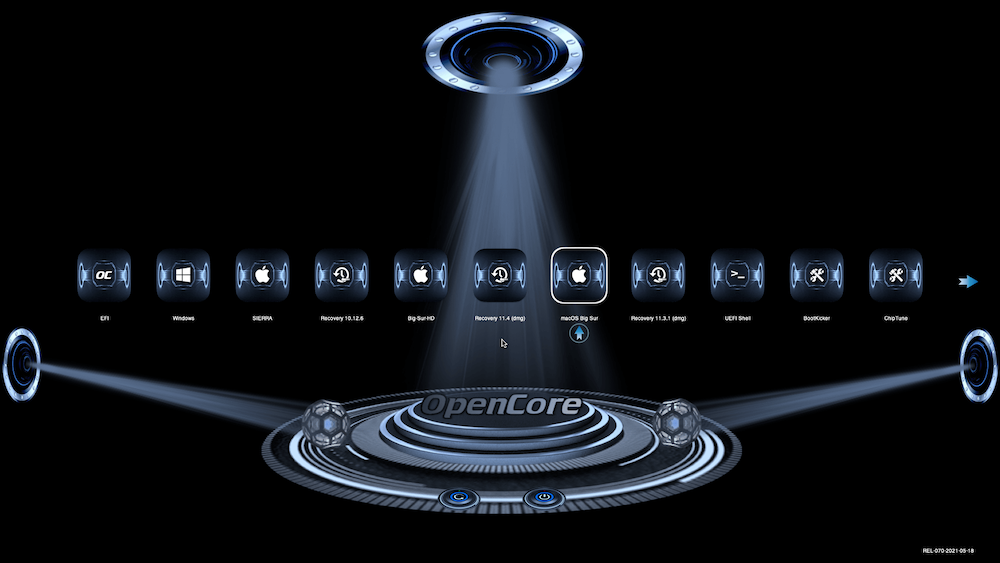 OC
>_
EFI
Windows
SIERRA
Recovery 10.12.6
Big-Sur-HD
Recovery 11.4 (dmg)
macOS Big Sur
Recovery 11.3.1 (dmg)
UEFI Shell
BootKicker
ChipTune
OpenCore
REL-070-2021-05-18